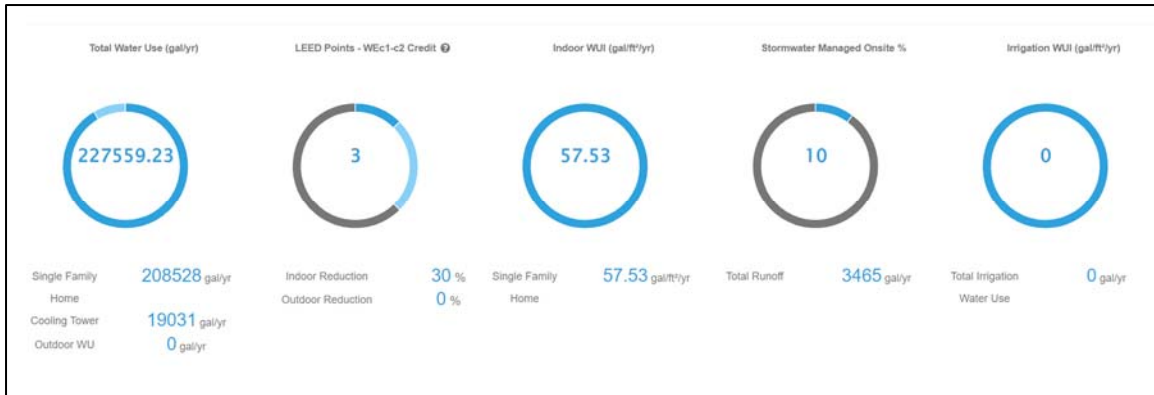 Total Water Use (gal/yr)
LEED Points - WEc1-c2 Credit ?
Indoor WUI (gal/ft²/yr)
Stormwater Managed Onsite %
Irrigation WUI (gal/ft²/yr)
227559.23
3
57.53
10
0
Single Family Home 208528 gal/yr
Cooling Tower 19031 gal/yr
Outdoor WU 0 gal/yr
Indoor Reduction 30 %
Outdoor Reduction 0 %
Single Family Home 57.53 gal/ft²/yr
Total Runoff 3465 gal/yr
Total Irrigation Water Use 0 gal/yr